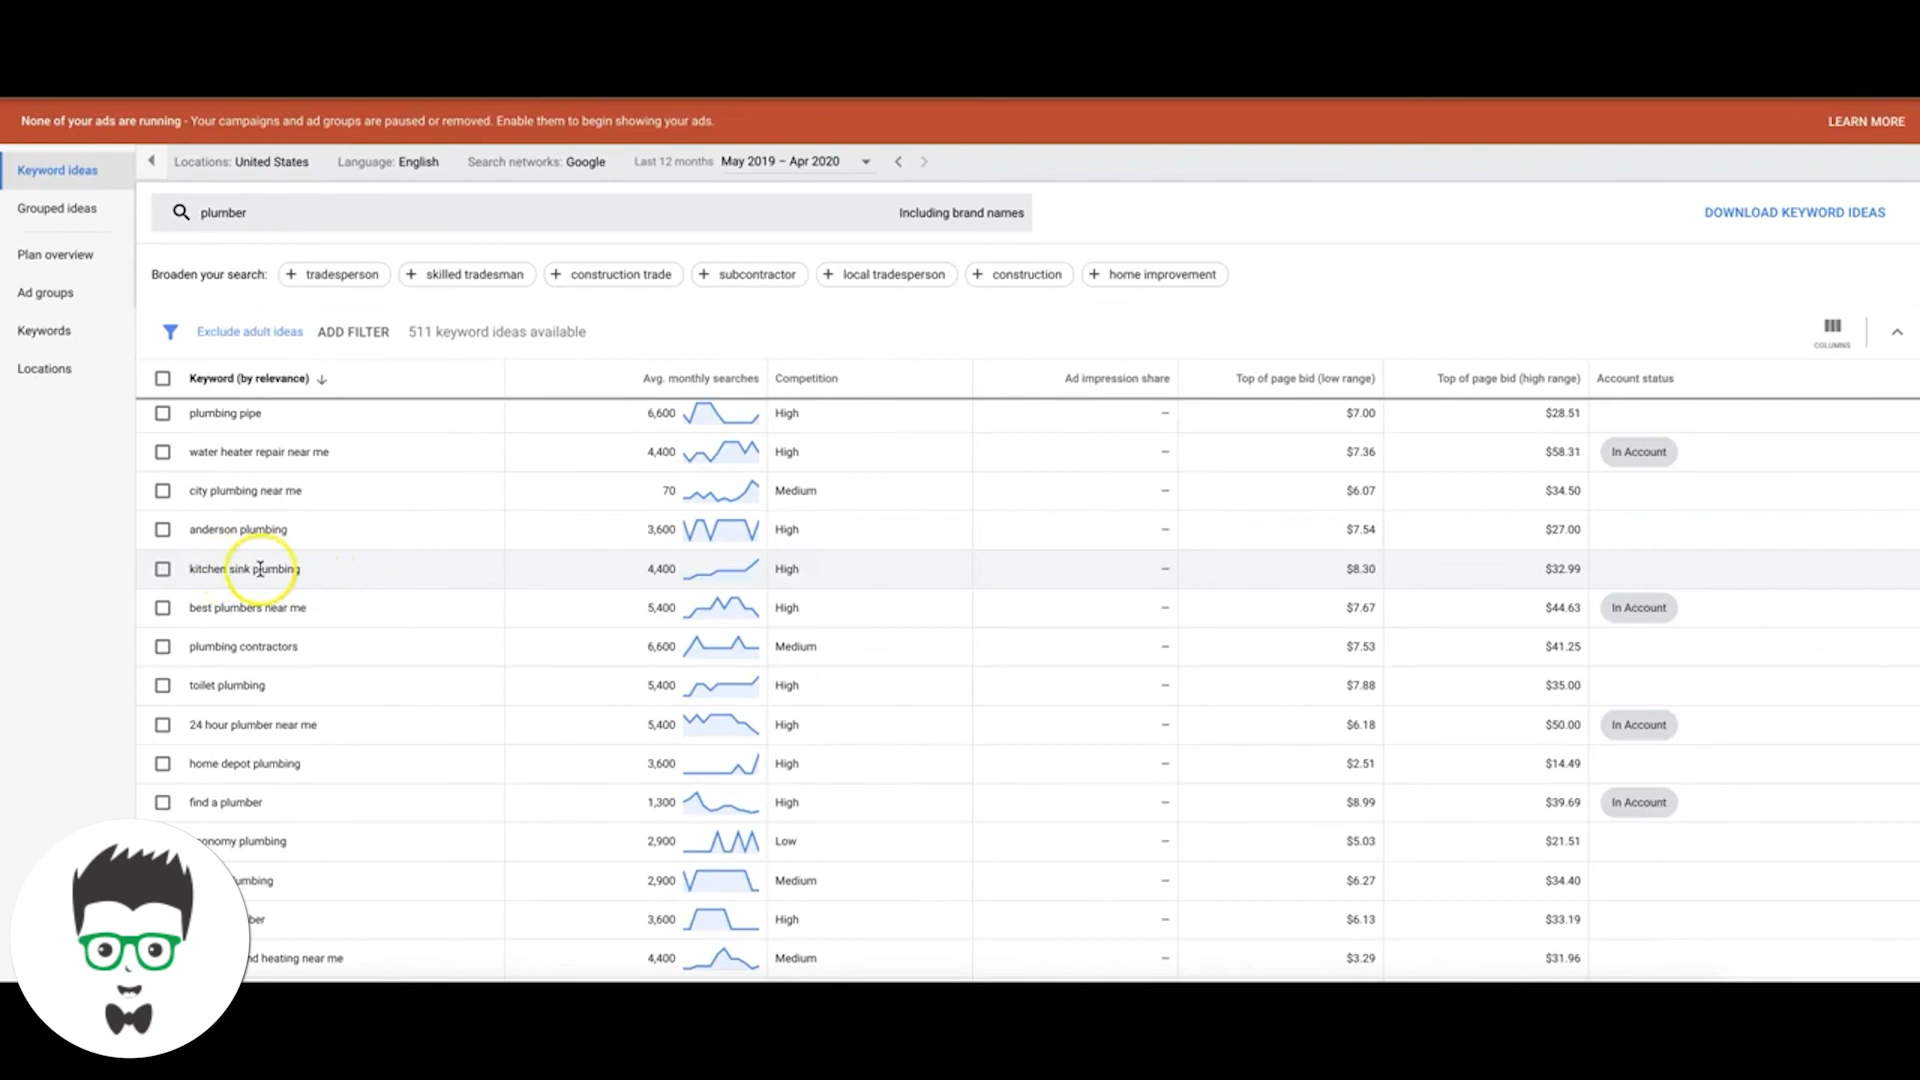 None of your ads are running - Your campaigns and ad groups are paused or removed. Enable them to begin showing your ads. LEARN MORE
Keyword ideas
Grouped ideas
Plan overview
Ad groups
Keywords
Locations
Locations: United States Language: English Search networks: Google Last 12 months May 2019 – Apr 2020
plumber Including brand names DOWNLOAD KEYWORD IDEAS
Broaden your search: + tradesperson + skilled tradesman + construction trade + subcontractor + local tradesperson + construction + home improvement
Exclude adult ideas ADD FILTER 511 keyword ideas available COLUMNS
Keyword (by relevance) Avg. monthly searches Competition Ad impression share Top of page bid (low range) Top of page bid (high range) Account status
plumbing pipe 6,600 High – $7.00 $28.51
water heater repair near me 4,400 High – $7.36 $58.31 In Account
city plumbing near me 70 Medium – $6.07 $34.50
anderson plumbing 3,600 High – $7.54 $27.00
kitchen sink plumbing 4,400 High – $8.30 $32.99
best plumbers near me 5,400 High – $7.67 $44.63 In Account
plumbing contractors 6,600 Medium – $7.53 $41.25
toilet plumbing 5,400 High – $7.88 $35.00
24 hour plumber near me 5,400 High – $6.18 $50.00 In Account
home depot plumbing 3,600 High – $2.51 $14.49
find a plumber 1,300 High – $8.99 $39.69 In Account
plumbing 2,900 Low – $5.03 $21.51
2,900 Medium – $6.27 $34.40
3,600 High – $6.13 $33.19
heating near me 4,400 Medium – $3.29 $31.96